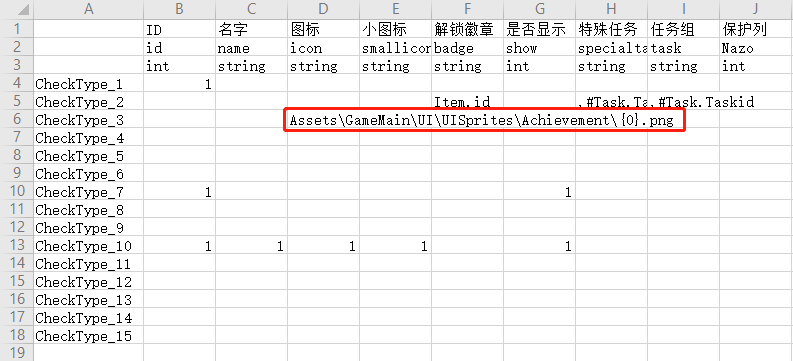 A B C D E F G H I J
1 ID 名字 图标 小图标 解锁徽章 是否显示 特殊任务 任务组 保护列
2 id name icon smallicon badge show specialta task Nazo
3 int string string string string int string string int
4 CheckType_1 1
5 CheckType_2 Item.id ,#Task.Ta ,#Task.Taskid
6 CheckType_3 Assets\GameMain\UI\UISprites\Achievement\{0}.png
7 CheckType_4
8 CheckType_5
9 CheckType_6
10 CheckType_7 1 1
11 CheckType_8
12 CheckType_9
13 CheckType_10 1 1 1 1 1
14 CheckType_11
15 CheckType_12
16 CheckType_13
17 CheckType_14
18 CheckType_15
19